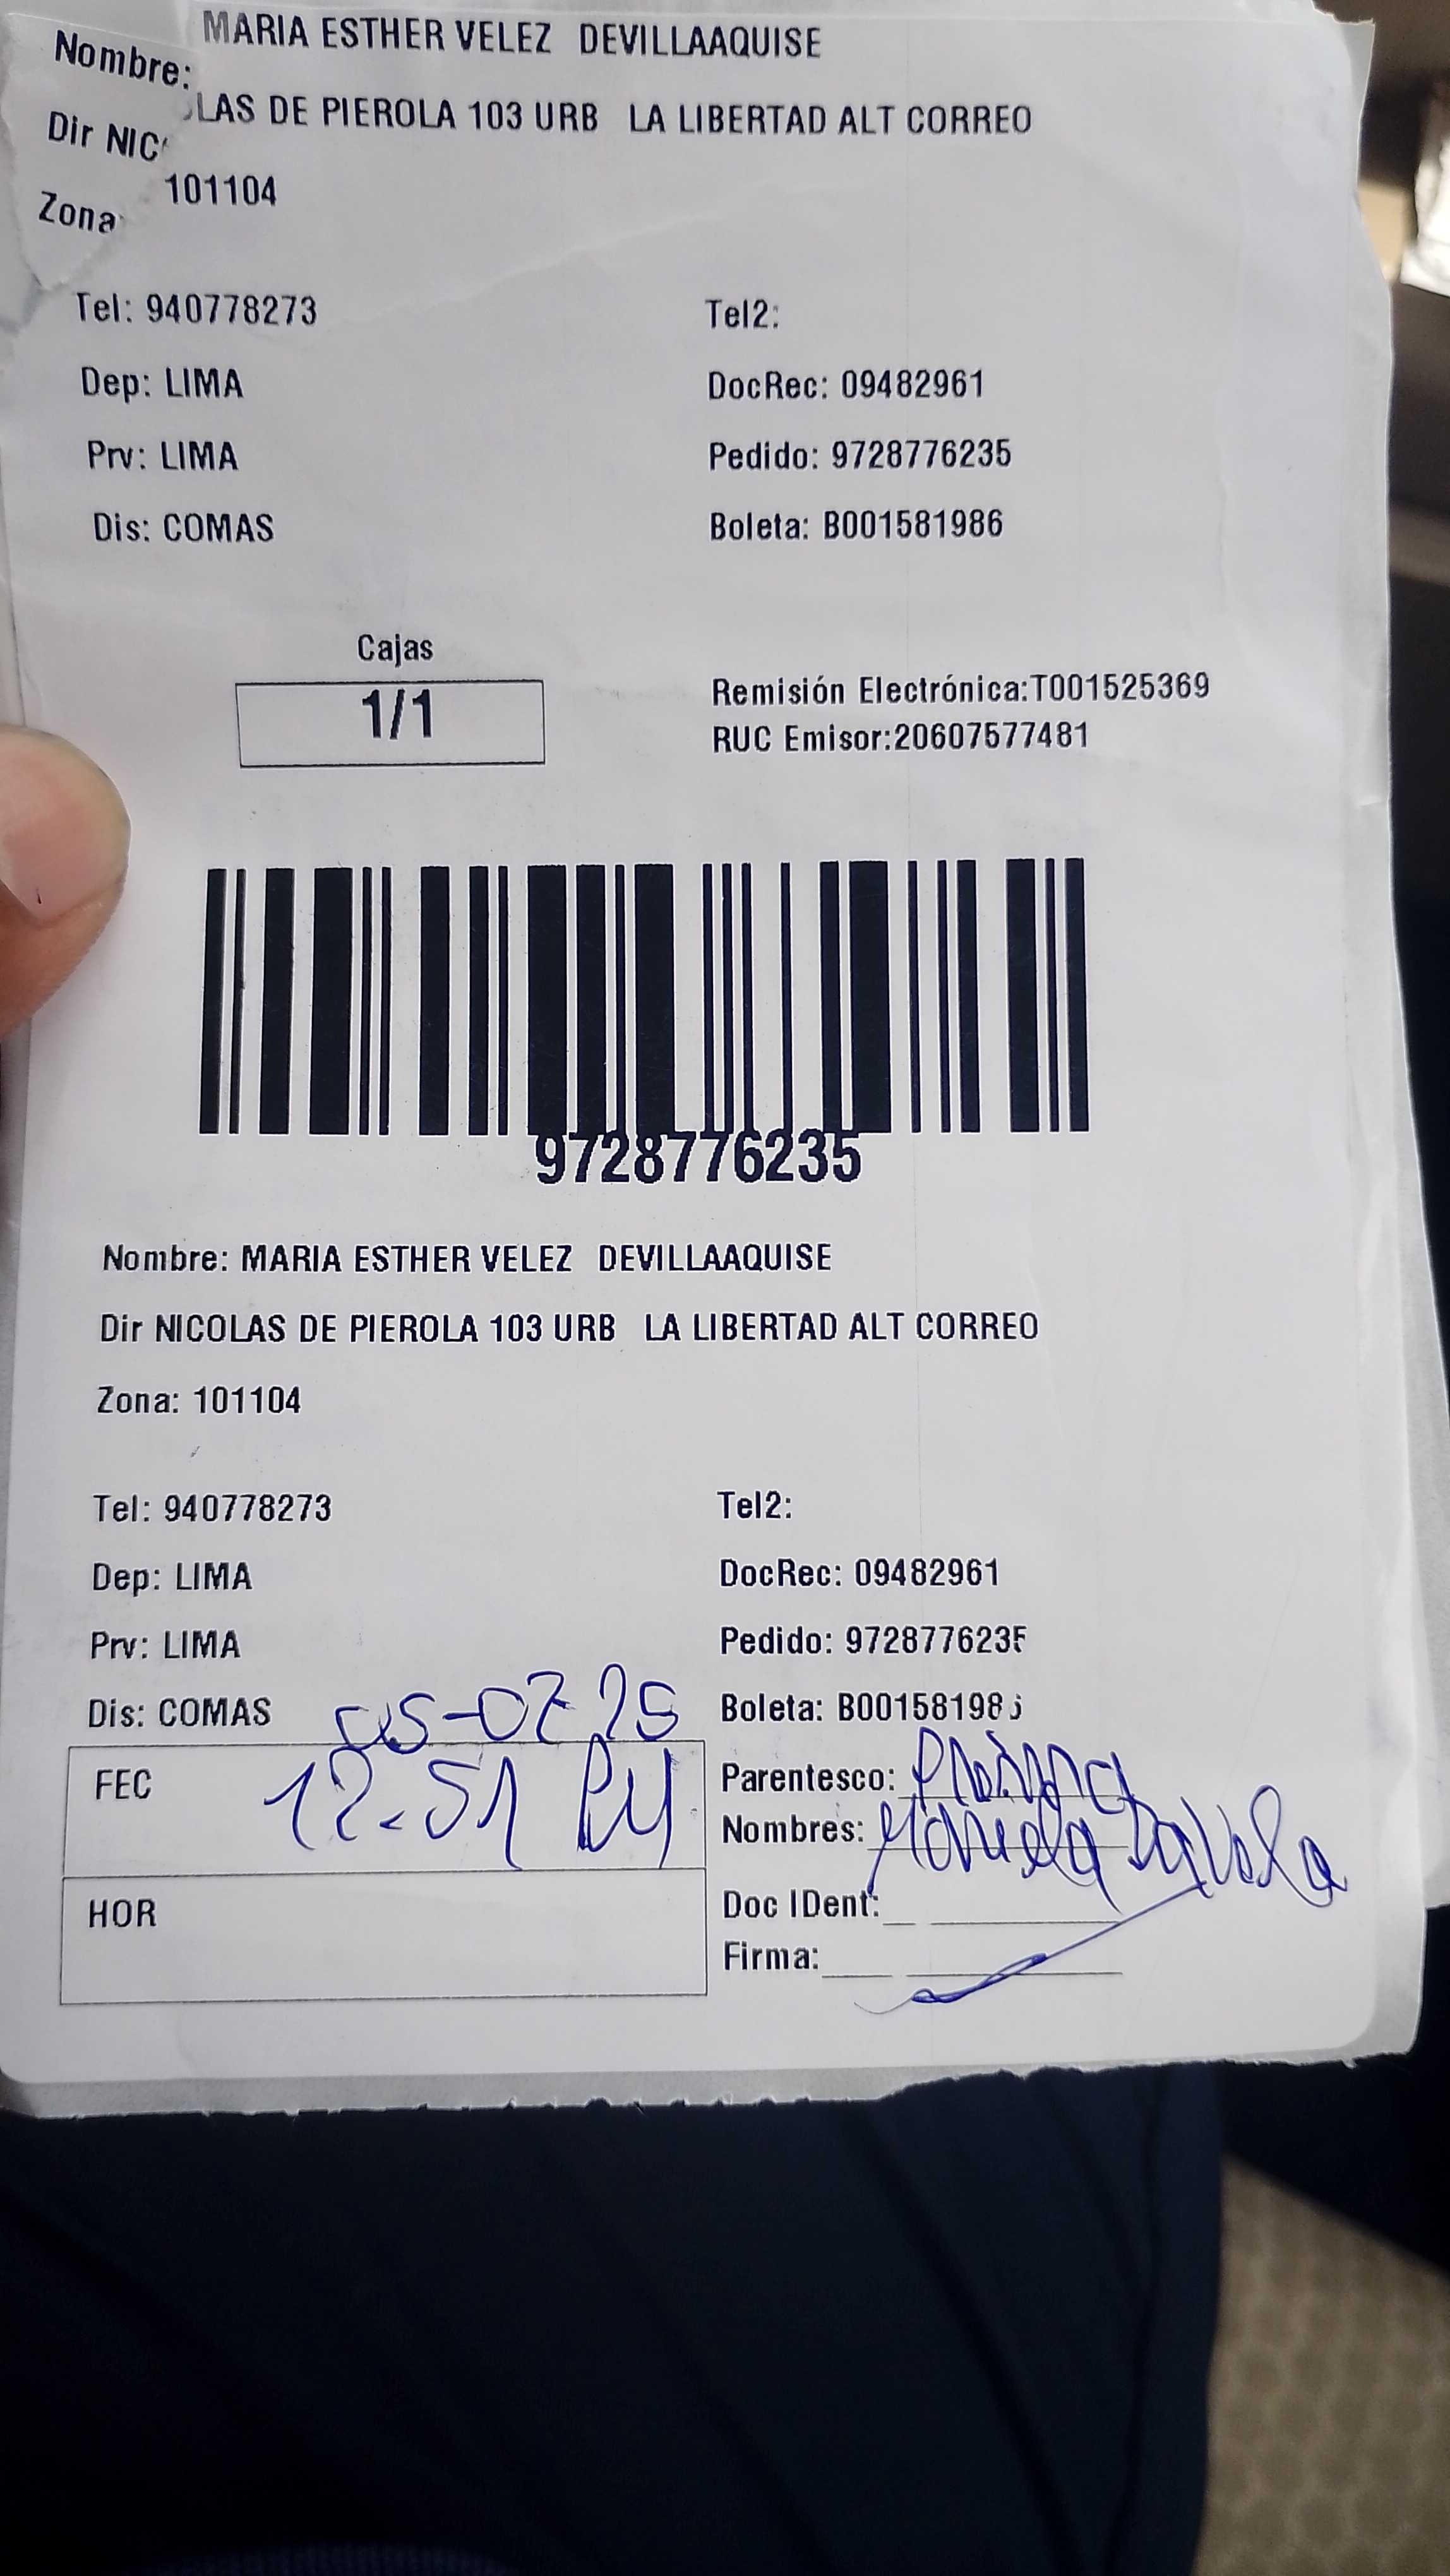 Nombre: MARIA ESTHER VELEZ DEVILLAAQUISE
Dir NIC LAS DE PIEROLA 103 URB LA LIBERTAD ALT CORREO
Zona 101104
Tel: 940778273 Tel2:
Dep: LIMA DocRec: 09482961
Prv: LIMA Pedido: 9728776235
Dis: COMAS Boleta: B001581986
Cajas
1/1
Remisión Electrónica:T001525369
RUC Emisor:20607577481
9728776235
Nombre: MARIA ESTHER VELEZ DEVILLAAQUISE
Dir NICOLAS DE PIEROLA 103 URB LA LIBERTAD ALT CORREO
Zona: 101104
Tel: 940778273 Tel2:
Dep: LIMA DocRec: 09482961
Prv: LIMA Pedido: 9728776235
Dis: COMAS 05-07 25 Boleta: B001581986
FEC 12.51 PM Parentesco:
Nombres: Mariela
HOR Doc IDent:
Firma: